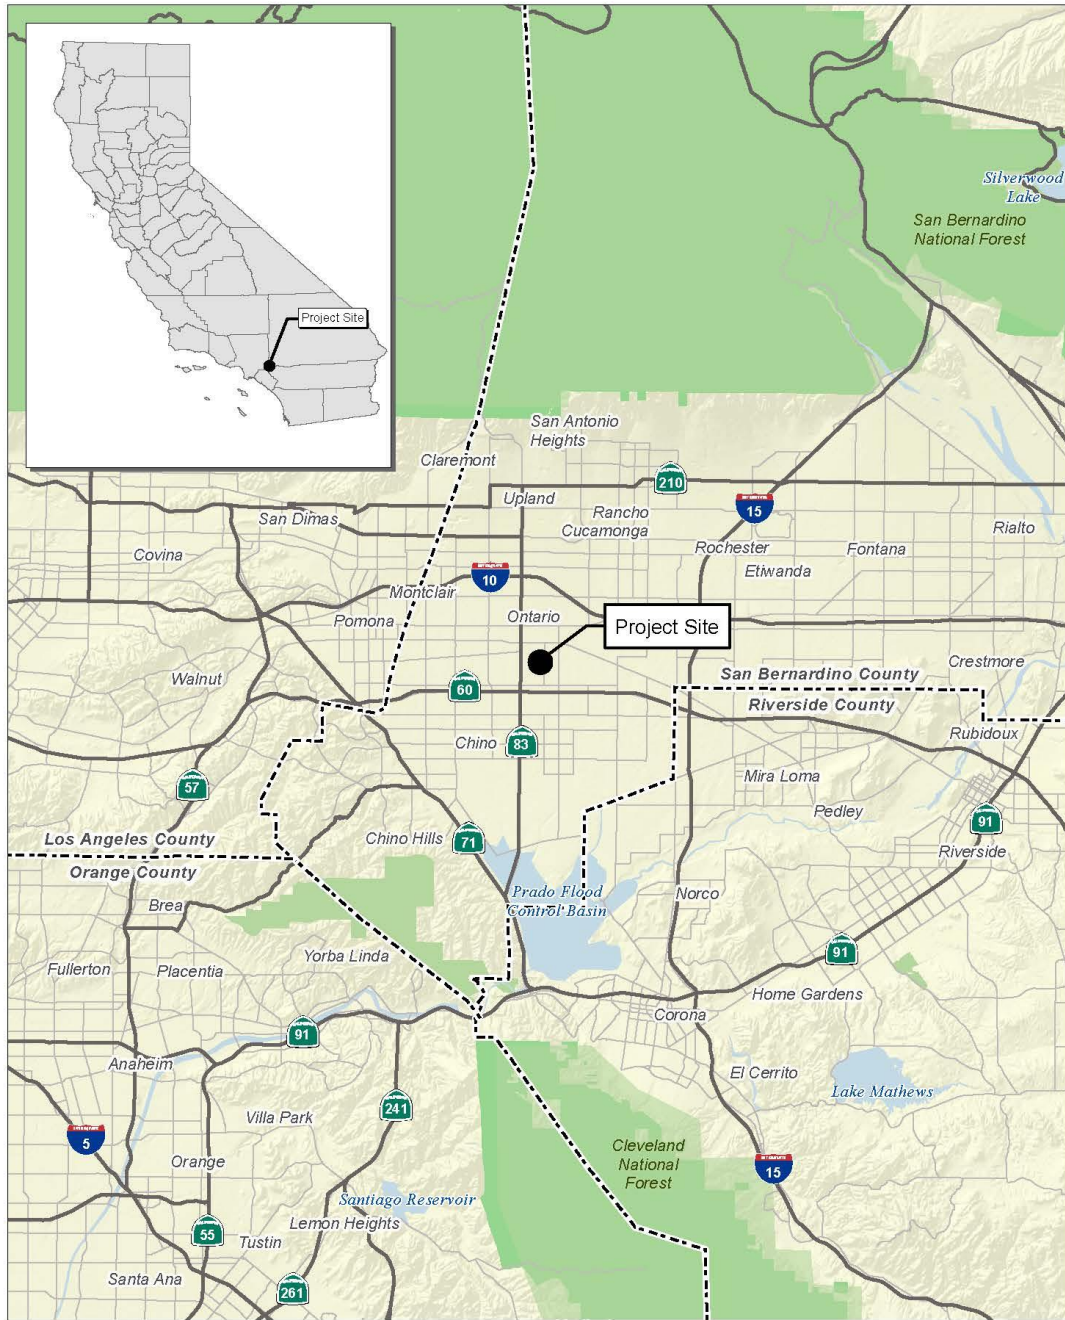 Project Site
Silverwood
Lake
San Bernardino
National Forest
San Antonio
Heights
Claremont
210
Upland
15
San Dimas
Rancho
Cucamonga
Rialto
Covina
Rochester
Fontana
Etiwanda
10
Montclair
Pomona
Ontario
Project Site
Crestmore
Walnut
San Bernardino County
60
Riverside County
Rubidoux
Chino
83
57
Mira Loma
Pedley
91
Los Angeles County
Chino Hills
71
Riverside
Orange County
Brea
Prado Flood
Control Basin
Norco
Yorba Linda
91
Fullerton
Placentia
Home Gardens
Corona
91
Anaheim
El Cerrito
Lake Mathews
241
Villa Park
5
Cleveland
National
Forest
Orange
15
Santiago Reservoir
Lemon Heights
55
Tustin
Santa Ana
261